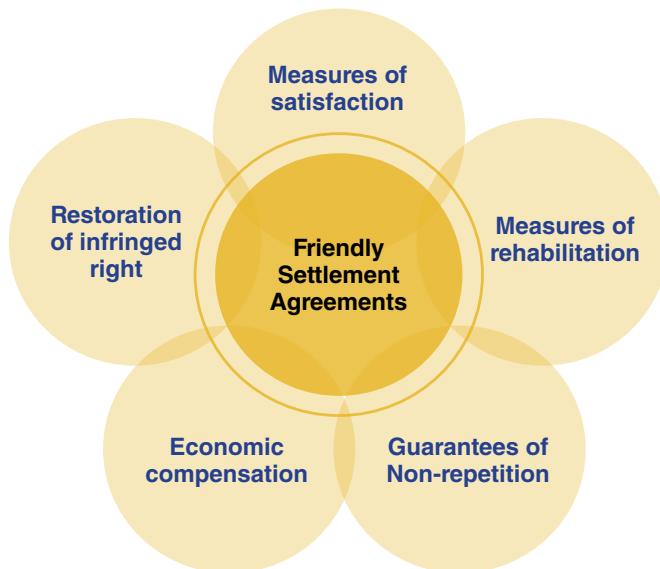 Measures of
satisfaction
Restoration
of infringed
right
Measures of
rehabilitation
Friendly
Settlement
Agreements
Economic
compensation
Guarantees of
Non-repetition